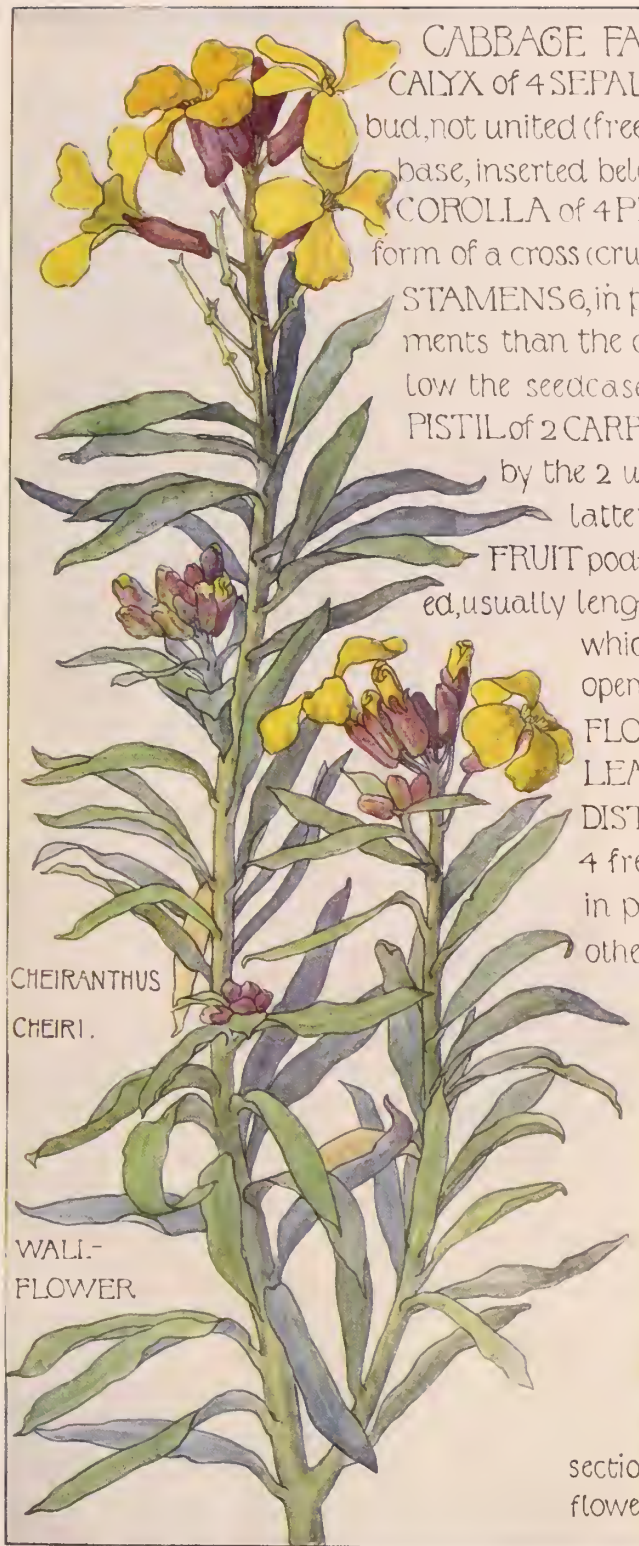 CABBAGE FA
CALYX of 4 SEPAL
bud, not united (free
base, inserted bel
COROLLA of 4 P
form of a cross (cru
STAMENS 6, in p
ments than the
low the seedcase
PISTIL of 2 CARP
by the 2
latte
FRUIT pod
ed, usually leng
whic
open
FLO
LEA
DIST
4 fre
in p
othe
CHEIRANTHUS
CHEIRI.
WALL-
FLOWER
sectio
flowe